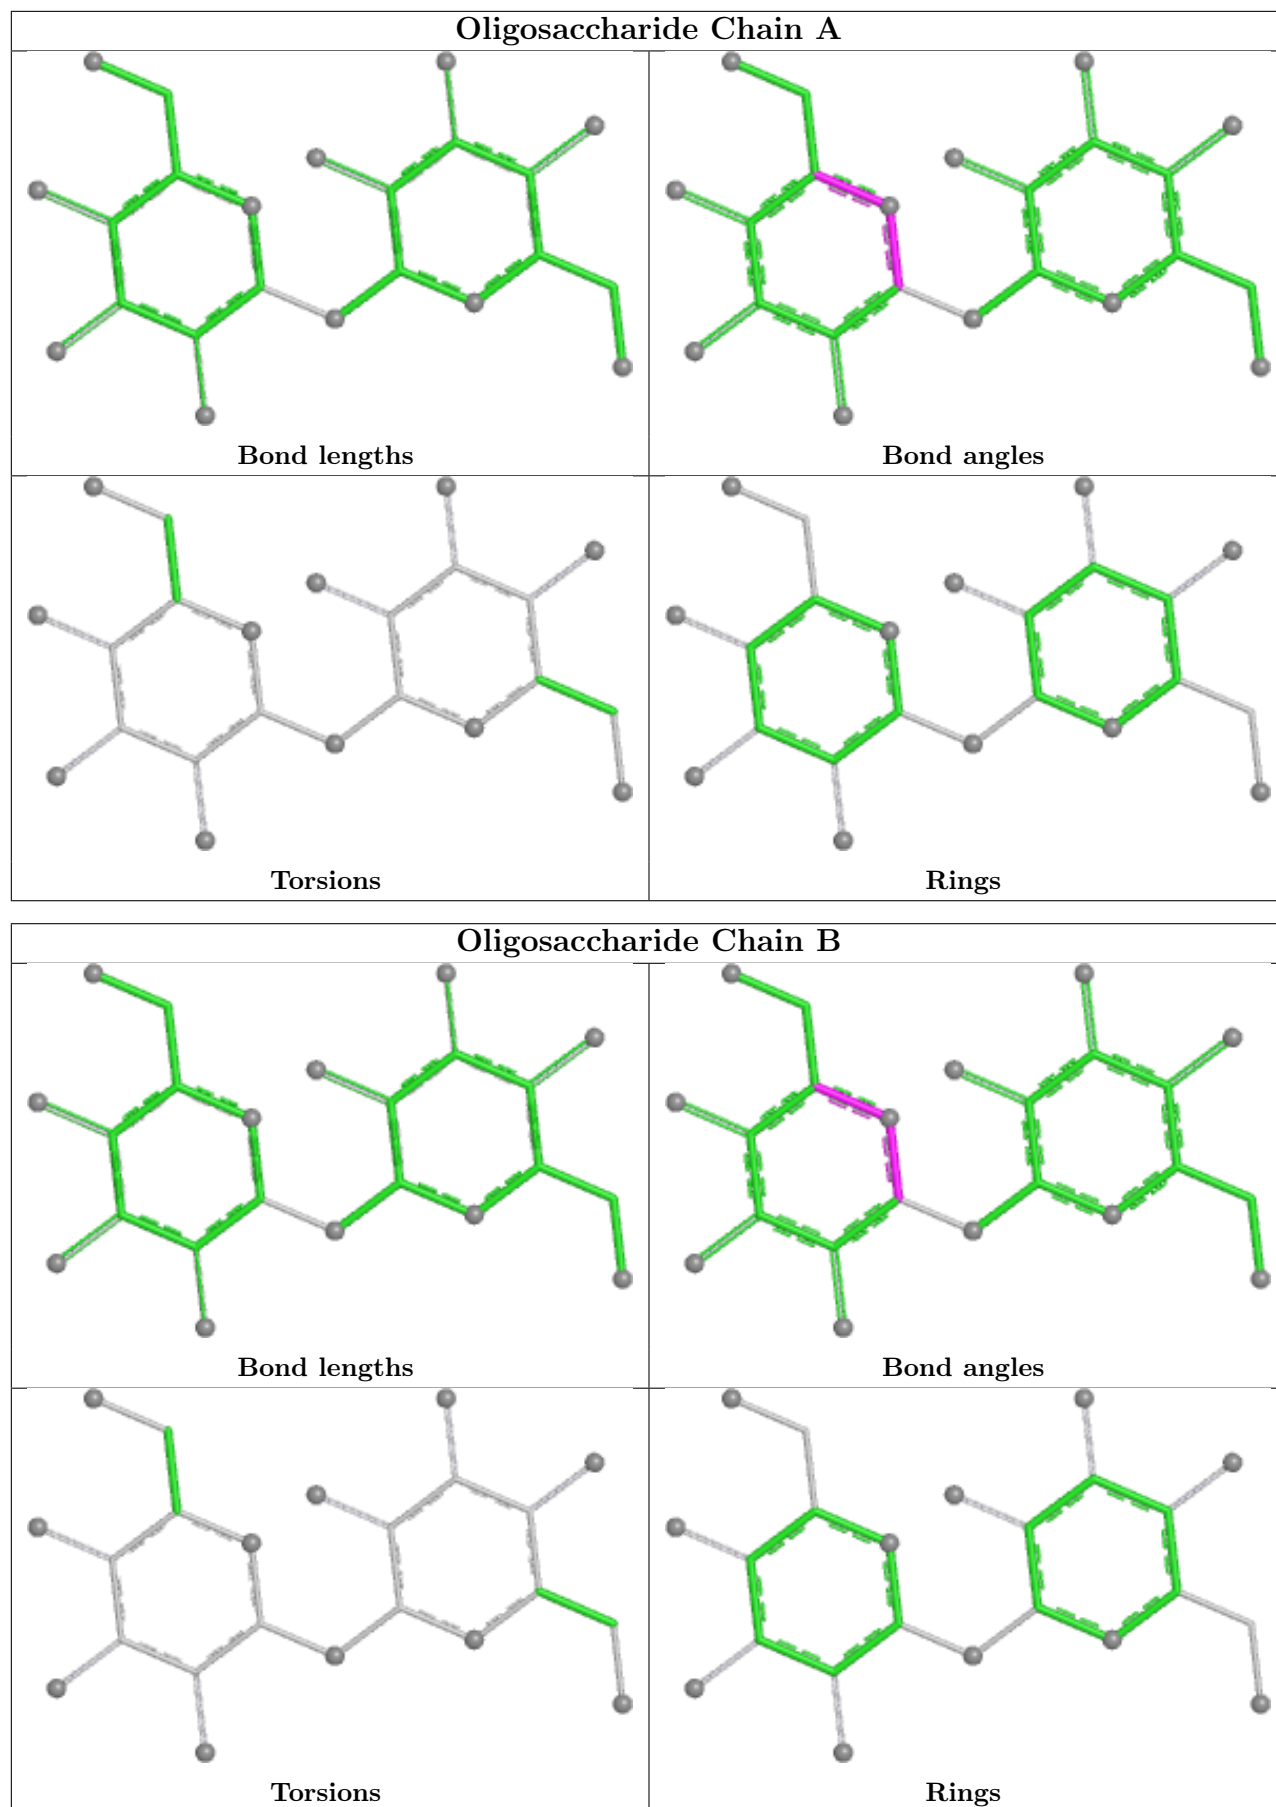 Oligosaccharide Chain A
Bond lengths
Bond angles
Torsions
Rings
Oligosaccharide Chain B
Bond lengths
Bond angles
Torsions
Rings